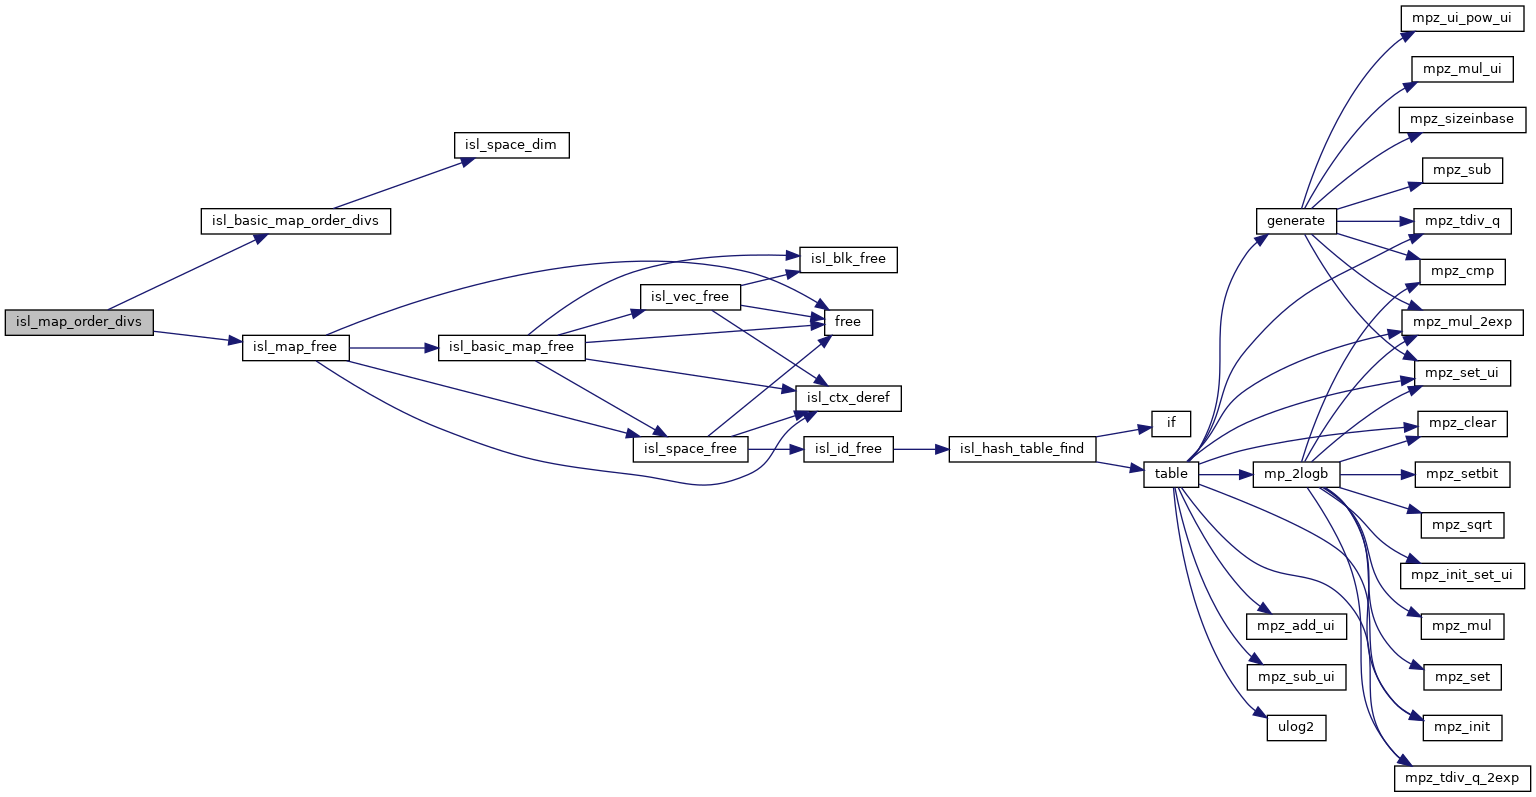 isl_map_order_divs
isl_basic_map_order_divs
isl_map_free
isl_space_dim
isl_basic_map_free
isl_vec_free
isl_space_free
isl_blk_free
free
isl_ctx_deref
isl_id_free
isl_hash_table_find
if
table
generate
mp_2logb
mpz_add_ui
mpz_sub_ui
ulog2
mpz_ui_pow_ui
mpz_mul_ui
mpz_sizeinbase
mpz_sub
mpz_tdiv_q
mpz_cmp
mpz_mul_2exp
mpz_set_ui
mpz_clear
mpz_setbit
mpz_sqrt
mpz_init_set_ui
mpz_mul
mpz_set
mpz_init
mpz_tdiv_q_2exp